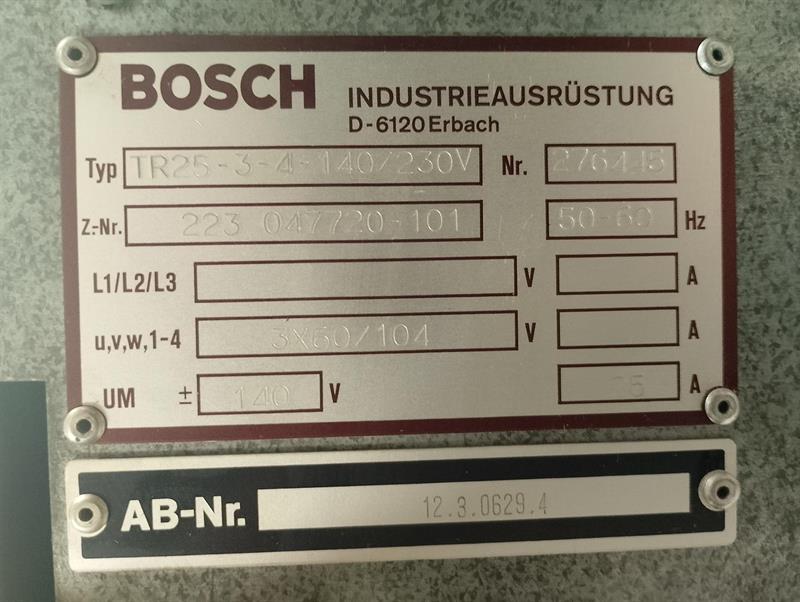 BOSCH INDUSTRIEAUSRÜSTUNG
D-6120 Erbach
Typ TR25-3-4-140/230V Nr. 276445
Z.-Nr. 223 047720-101 50-60 Hz
L1/L2/L3 V A
u,v,w,1-4 3X60/104 V A
UM ± 140 V A
AB-Nr. 12.3.0629.4